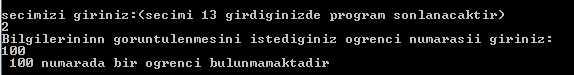 secimizi giriniz:(secimi 13 girdiginizde program sonlanacaktir)
2
Bilgilerininn goruntulenmesini istediginiz ogrenci numarasii giriniz:
100
100 numarada bir ogrenci bulunmamaktadir